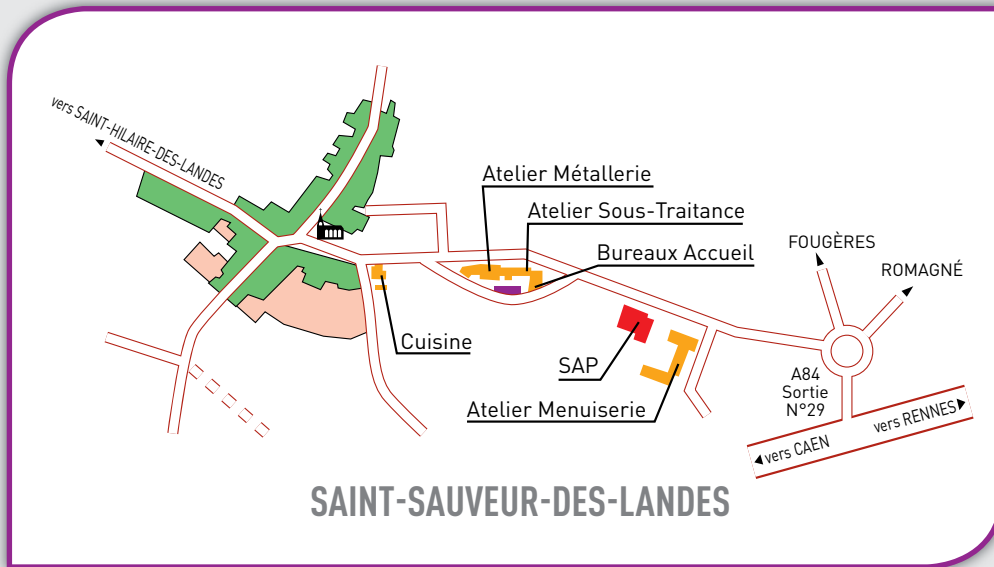 vers SAINT-HILAIRE-DES-LANDES
Atelier Métallerie
Atelier Sous-Traitance
Bureaux Accueil
FOUGÈRES
ROMAGNÉ
Cuisine
SAP
Atelier Menuiserie
A84
Sortie
N°29
vers CAEN
vers RENNES
SAINT-SAUVEUR-DES-LANDES